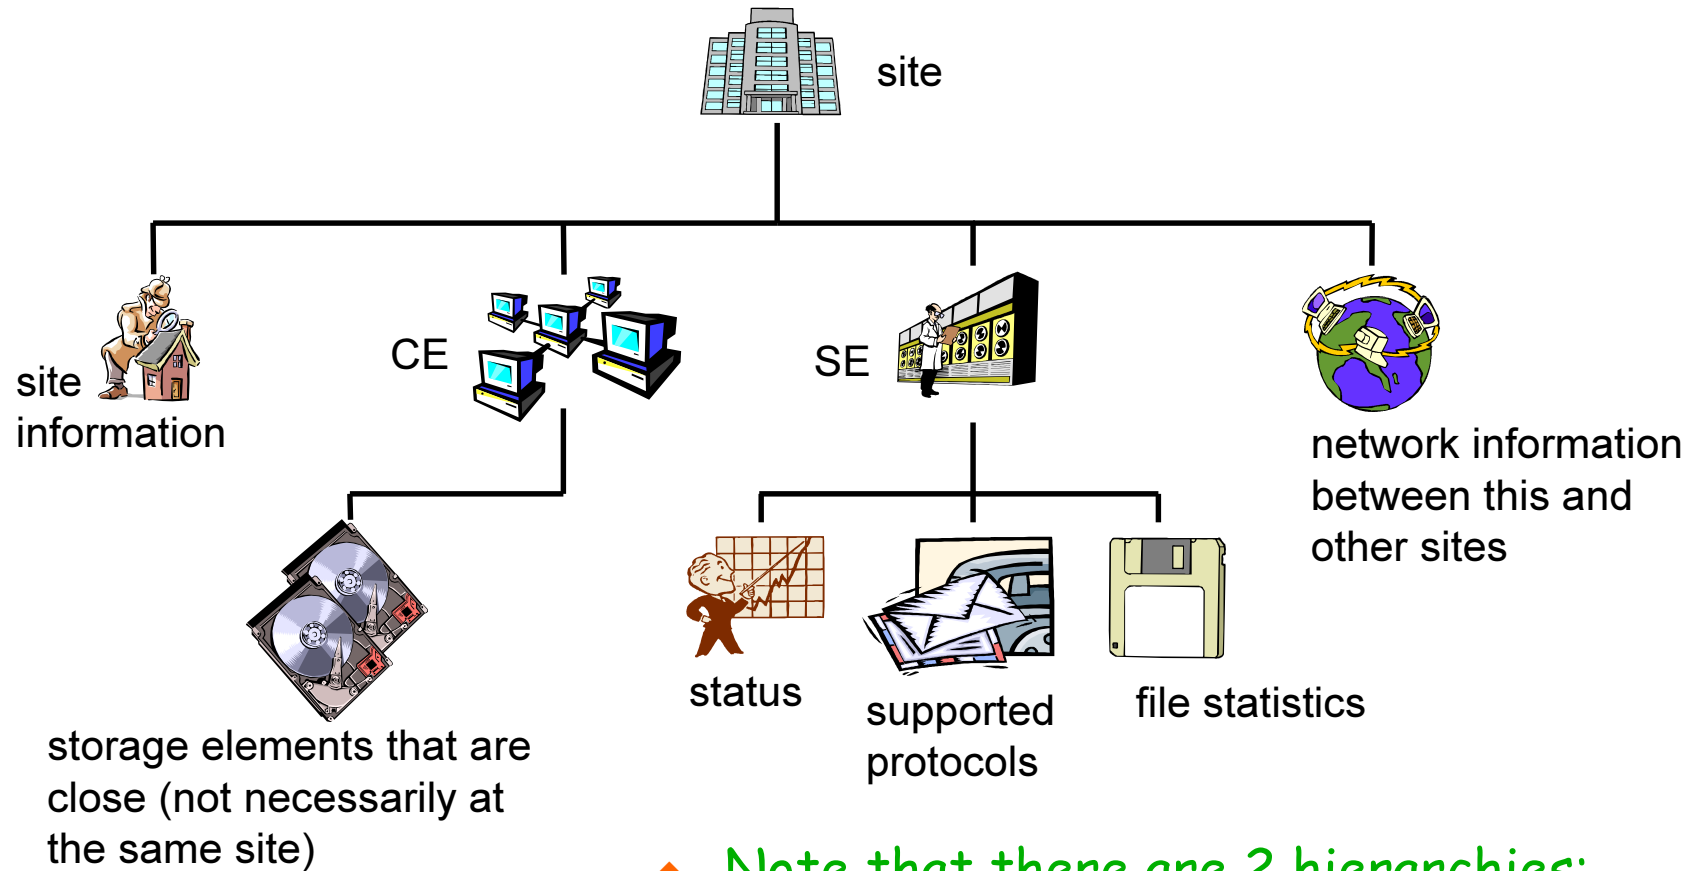 site
site
information
CE
SE
network information
between this and
other sites
status
supported
protocols
file statistics
storage elements that are
close (not necessarily at
the same site)
Note that there are 2 hierarchies: